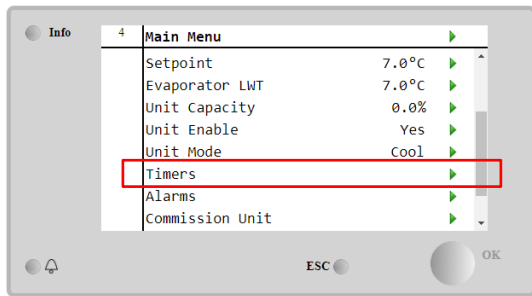 Info
4 Main Menu
Setpoint 7.0°C
Evaporator LWT 7.0°C
Unit Capacity 0.0%
Unit Enable Yes
Unit Mode Cool
Timers
Alarms
Commission Unit
ESC OK